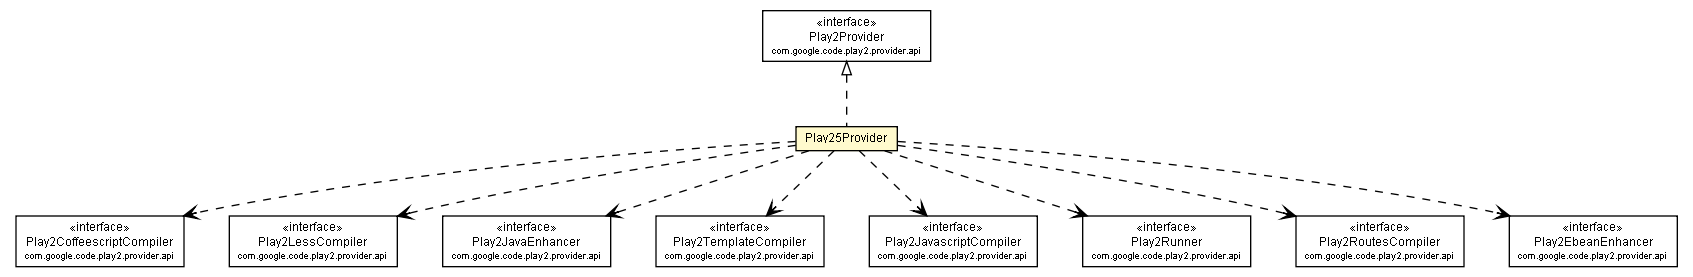 «interface»
Play2Provider
com.google.code.play2.provider.api
Play25Provider
«interface»
Play2CoffeescriptCompiler
com.google.code.play2.provider.api
«interface»
Play2LessCompiler
com.google.code.play2.provider.api
«interface»
Play2JavaEnhancer
com.google.code.play2.provider.api
«interface»
Play2TemplateCompiler
com.google.code.play2.provider.api
«interface»
Play2JavascriptCompiler
com.google.code.play2.provider.api
«interface»
Play2Runner
com.google.code.play2.provider.api
«interface»
Play2RoutesCompiler
com.google.code.play2.provider.api
«interface»
Play2EbeanEnhancer
com.google.code.play2.provider.api